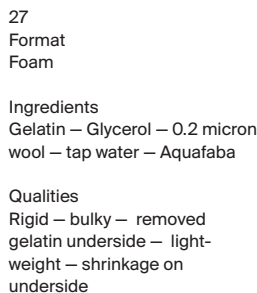 27
Format
Foam
Ingredients
Gelatin — Glycerol — 0.2 micron
wool — tap water — Aquafaba
Qualities
Rigid — bulky —  removed
gelatin underside —  light-
weight — shrinkage on
underside